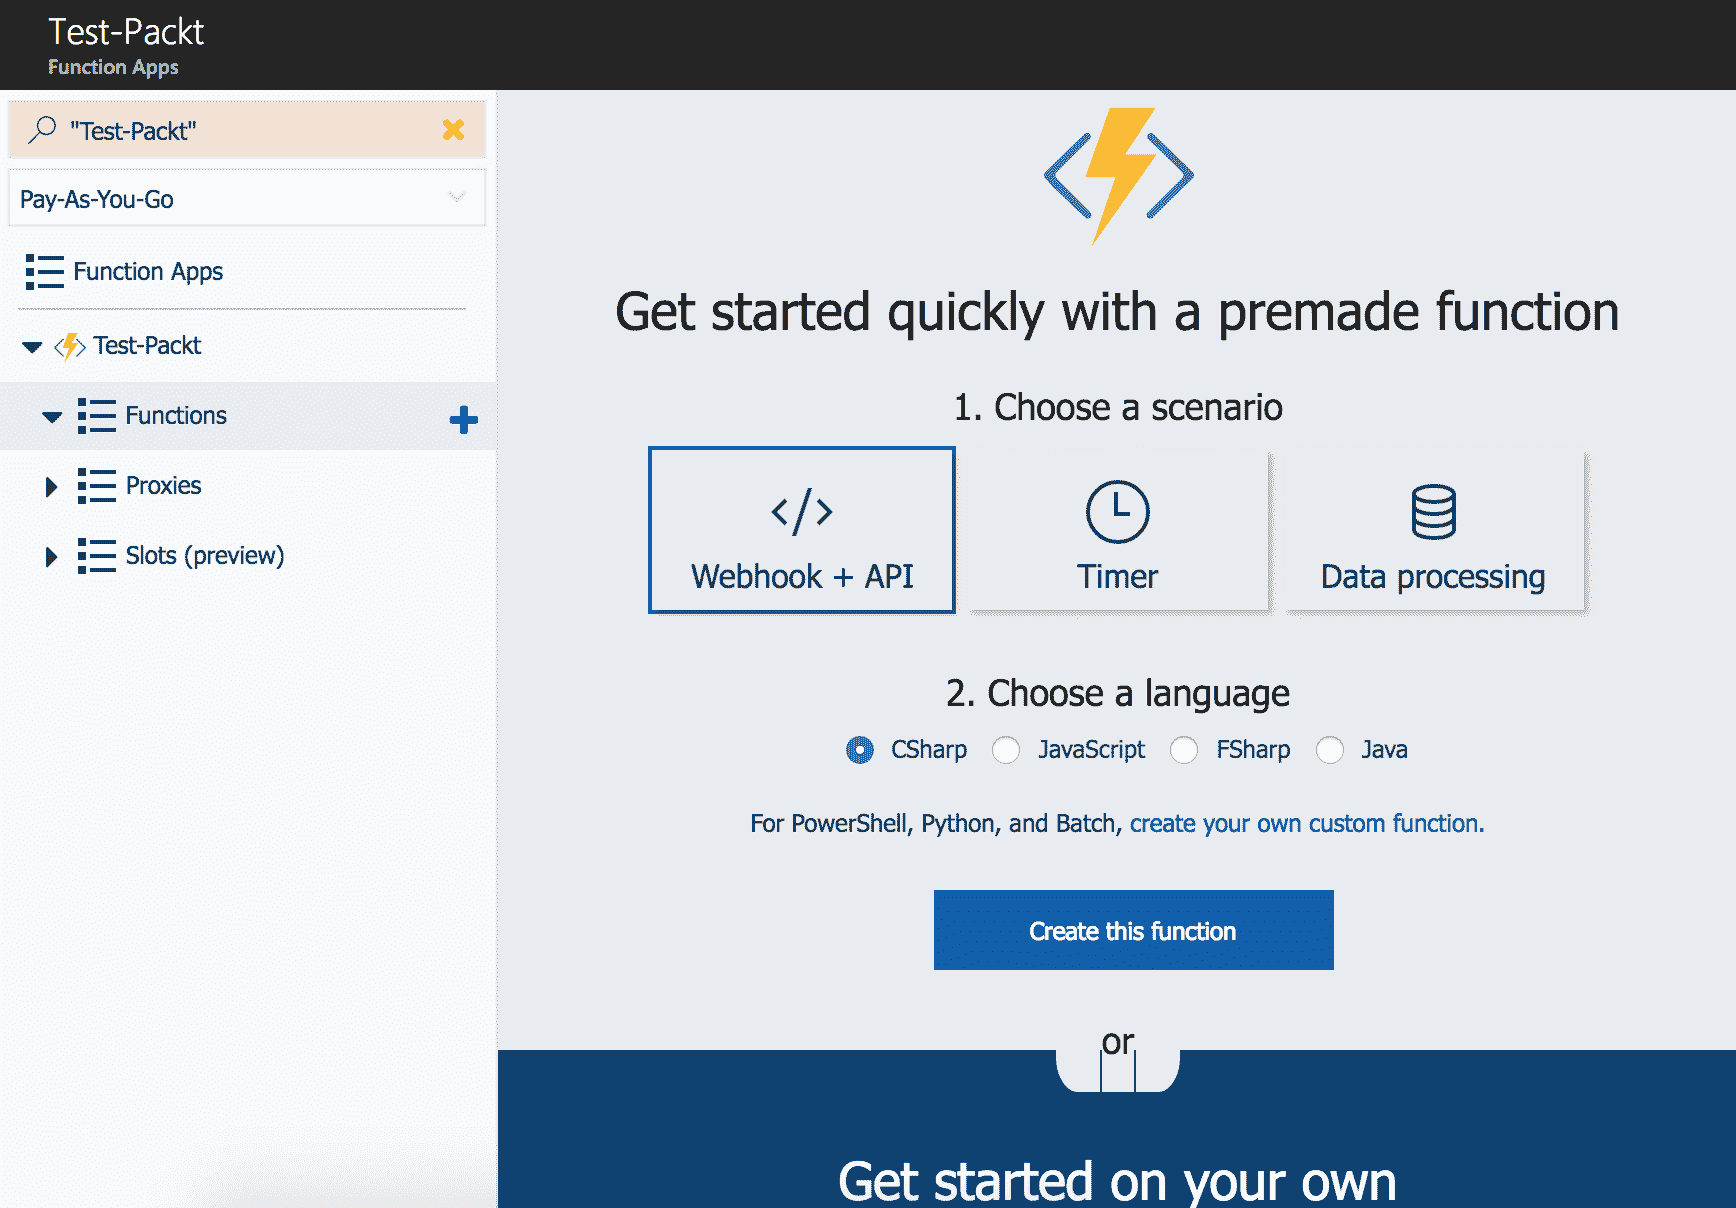 Test-Packt
Function Apps
"Test-Packt"
Pay-As-You-Go
Function Apps
Test-Packt
Functions
Proxies
Slots (preview)
Get started quickly with a premade function
1. Choose a scenario
Webhook + API
Timer
Data processing
2. Choose a language
CSharp JavaScript FSharp Java
For PowerShell, Python, and Batch, create your own custom function.
Create this function
or
Get started on your own